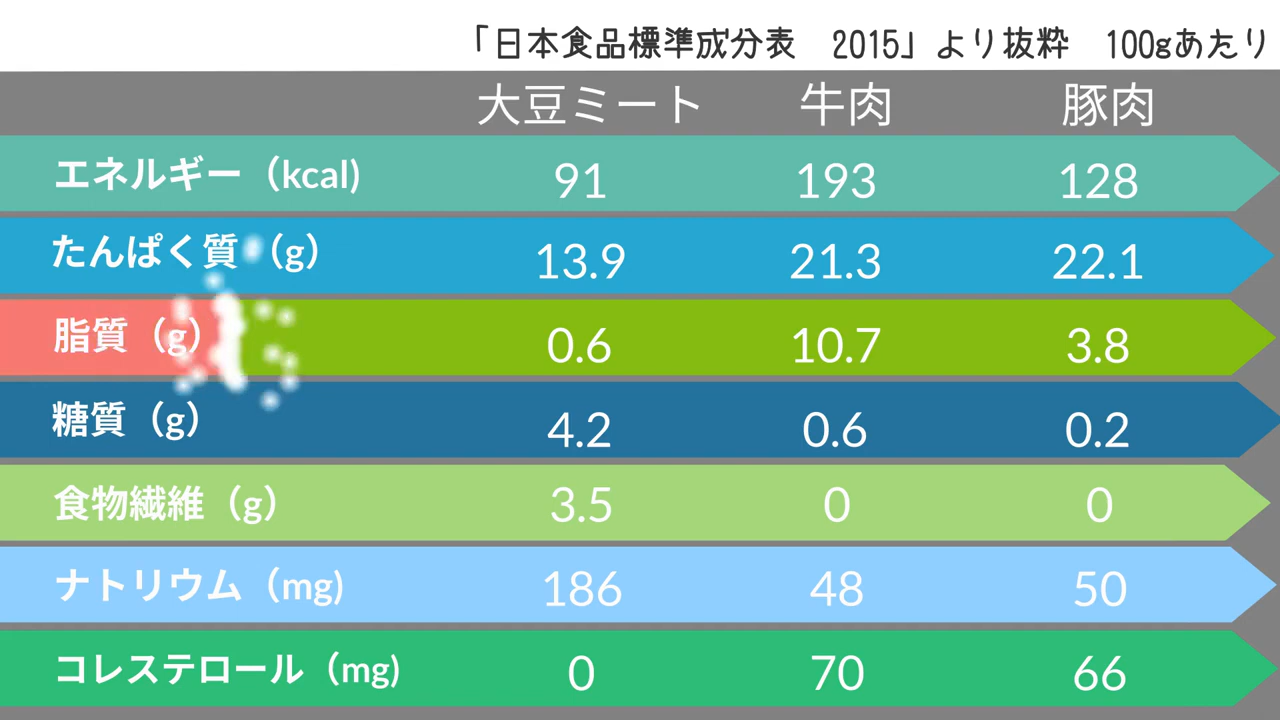 「日本食品標準成分表　2015」より抜粋　100gあたり
大豆ミート 牛肉 豚肉
エネルギー（kcal) 91 193 128
たんぱく質（g） 13.9 21.3 22.1
脂質（g） 0.6 10.7 3.8
糖質（g） 4.2 0.6 0.2
食物繊維（g） 3.5 0 0
ナトリウム（mg) 186 48 50
コレステロール（mg) 0 70 66